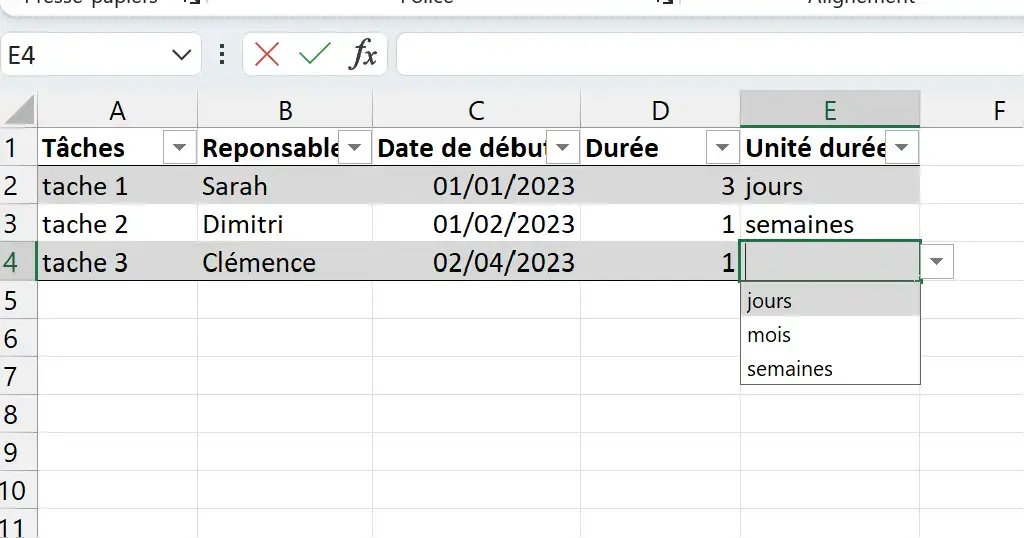 Presse-papiers Police Alignement
E4 fx
A B C D E F
1 Tâches Reponsable Date de début Durée Unité durée
2 tache 1 Sarah 01/01/2023 3 jours
3 tache 2 Dimitri 01/02/2023 1 semaines
4 tache 3 Clémence 02/04/2023 1
5 jours
6 mois
7 semaines
8
9
10
11